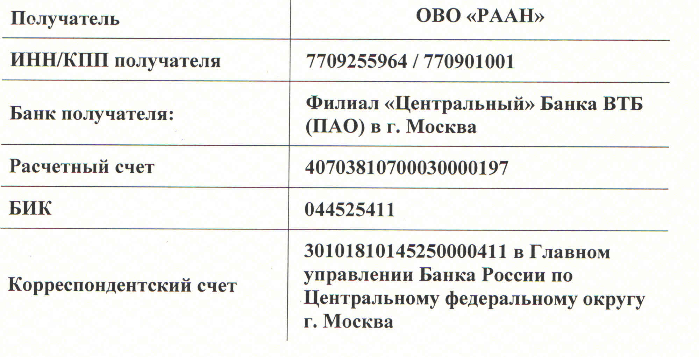 Получатель
ОВО «РААН»
ИНН/КПП получателя
7709255964 / 770901001
Банк получателя:
Филиал «Центральный» Банка ВТБ
(ПАО) в г. Москва
Расчетный счет
40703810700030000197
БИК
044525411
Корреспондентский счет
30101810145250000411 в Главном
управлении Банка России по
Центральному федеральному округу
г. Москва